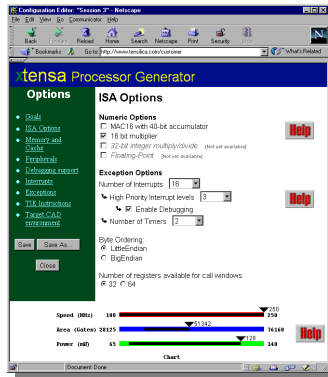 Configuration Editor: "Session 3" - Netscape
File Edit View Go Communicator Help
Back Forward Reload Home Search Netscape Print Security Stop
Bookmarks Go to: http://www.tensilica.com/customer What's Related
Xtensa Processor Generator
Options
Goals
ISA Options
Memory and
Cache
Peripherals
Debugging support
Interrupts
Exceptions
TIE Instructions
Target CAD
environment
Save Save As...
Close
ISA Options
Numeric Options
MAC16 with 40-bit accumulator
16 bit multiplier
32-bit integer multiply/divide [Not yet available]
Floating-Point [Not yet available]
Help
Exception Options
Number of Interrupts 16
High Priority Interrupt levels 3
Help
Enable Debugging
Number of Timers 2
Byte Ordering:
LittleEndian
BigEndian
Number of registers available for call windows:
32 64
250
Speed (MHz) 100 250
51342
Area (Gates) 20125 76160
Help
120
Power (mW) 65 140
Chart
Document: Done